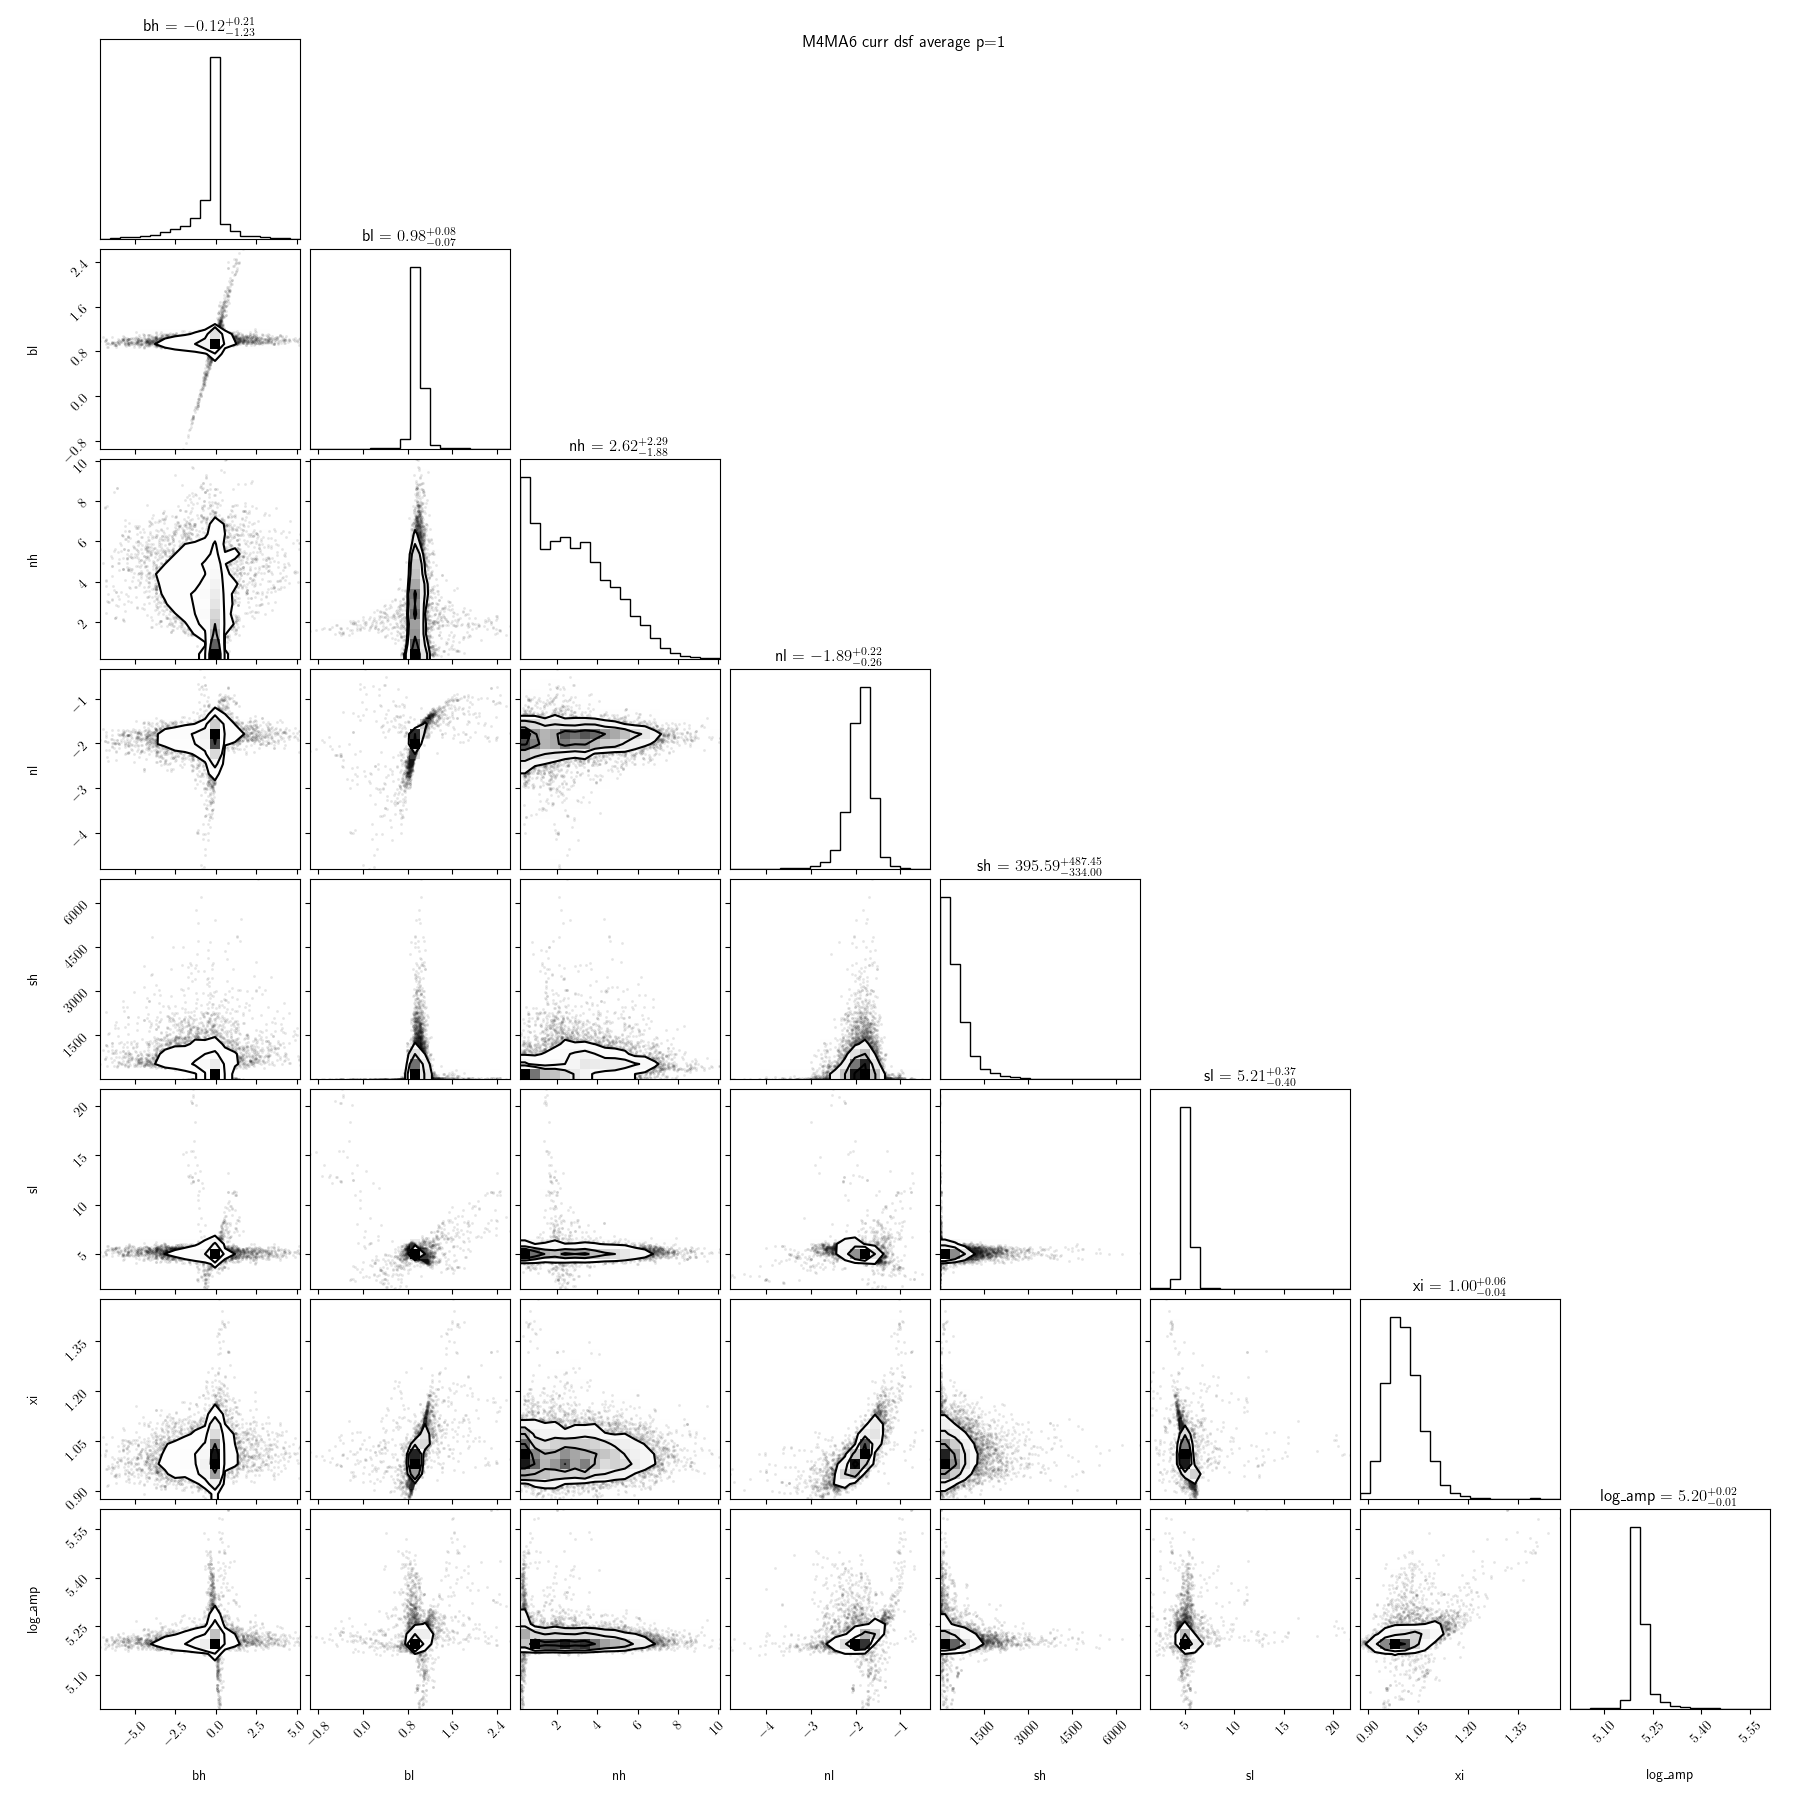 bh = −0.12+0.21−1.23
M4MA6 curr dsf average p=1
bl = 0.98+0.08−0.07
bl
2.4
1.6
0.8
0.0
−0.8
nh = 2.62+2.29−1.88
nh
10
8
6
4
2
nl = −1.89+0.22−0.26
nl
−1
−2
−3
−4
sh = 395.59+487.45−334.00
sh
6000
4500
3000
1500
sl = 5.21+0.37−0.40
sl
20
15
10
5
xi = 1.00+0.06−0.04
xi
1.35
1.20
1.05
0.90
log_amp = 5.20+0.02−0.01
log_amp
5.55
5.40
5.25
5.10
−5.0 −2.5 0.0 2.5 5.0 −0.8 0.0 0.8 1.6 2.4 2 4 6 8 10 −4 −3 −2 −1 1500 3000 4500 6000 5 10 15 20 0.90 1.05 1.20 1.35 5.10 5.25 5.40 5.55
bh bl nh nl sh sl xi log_amp